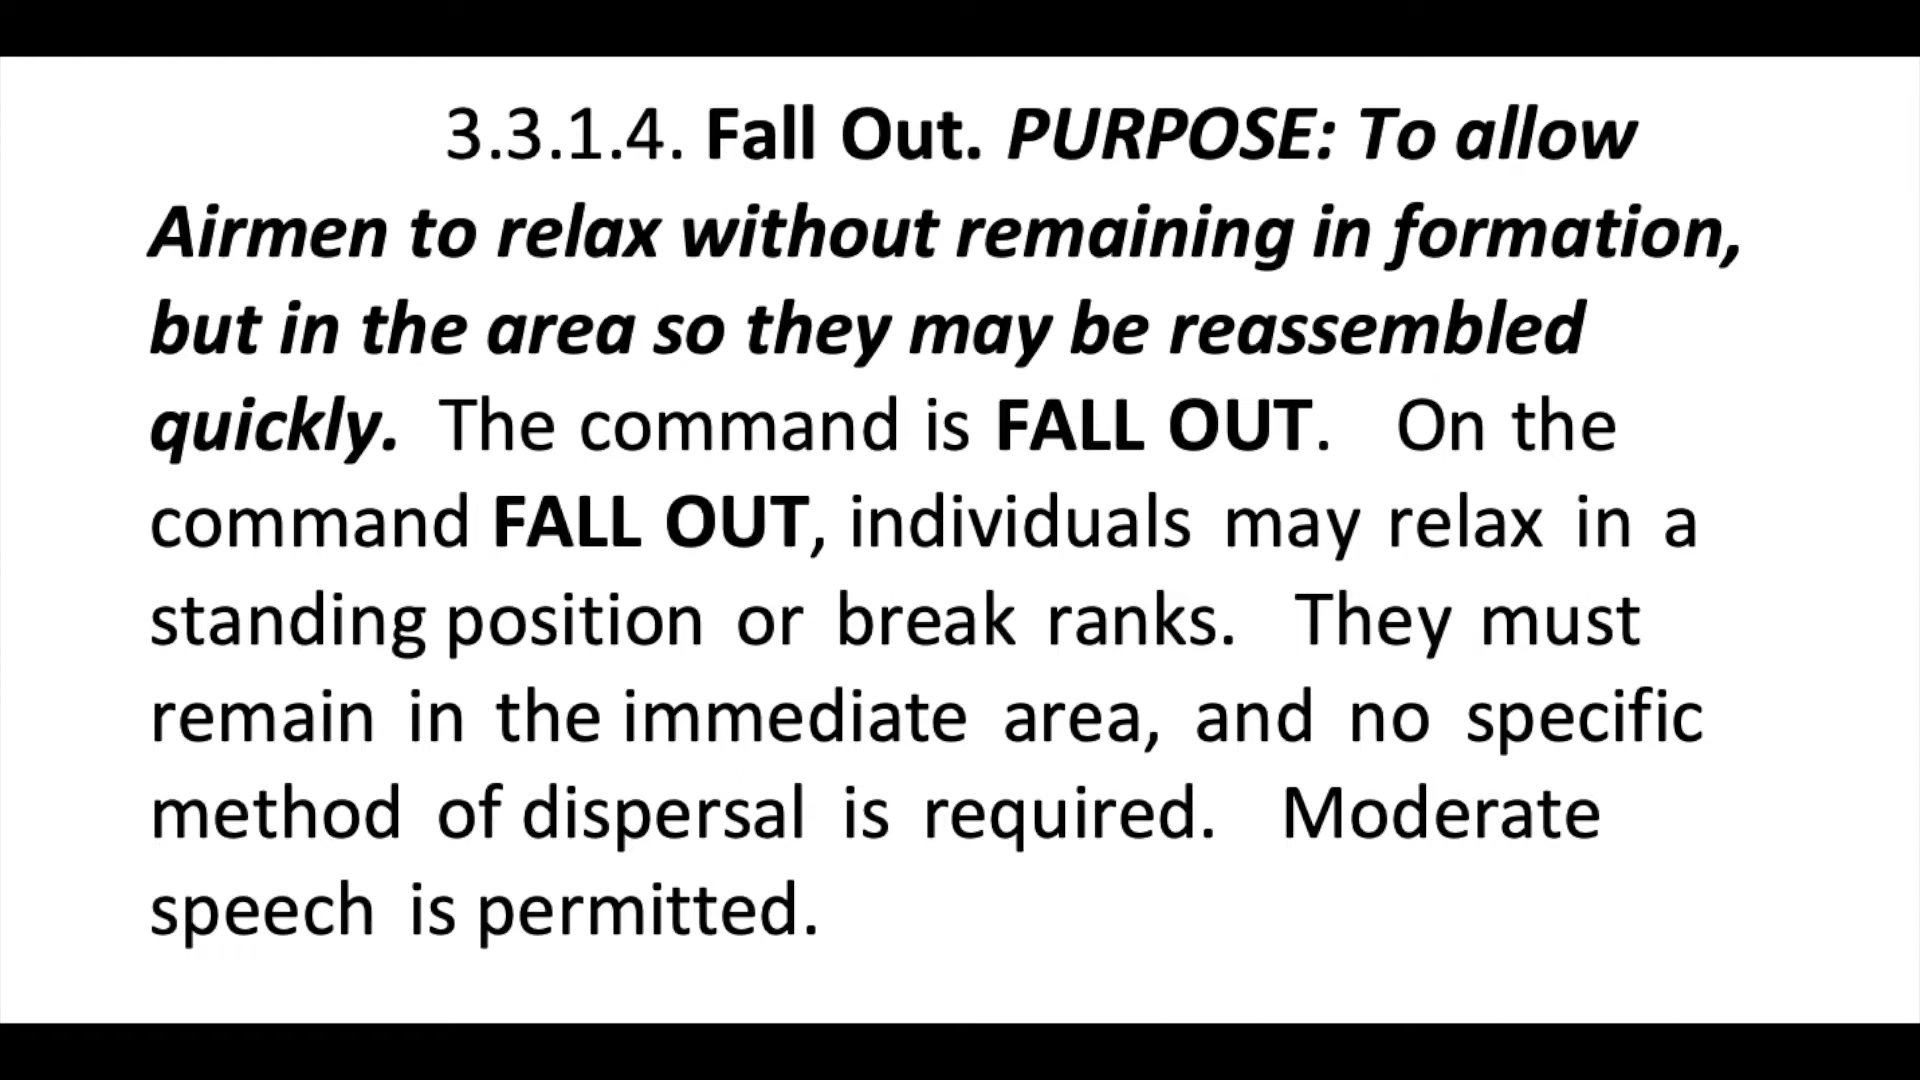 3.3.1.4. Fall Out. PURPOSE: To allow
Airmen to relax without remaining in formation,
but in the area so they may be reassembled
quickly. The command is FALL OUT. On the
command FALL OUT, individuals may relax in a
standing position or break ranks. They must
remain in the immediate area, and no specific
method of dispersal is required. Moderate
speech is permitted.